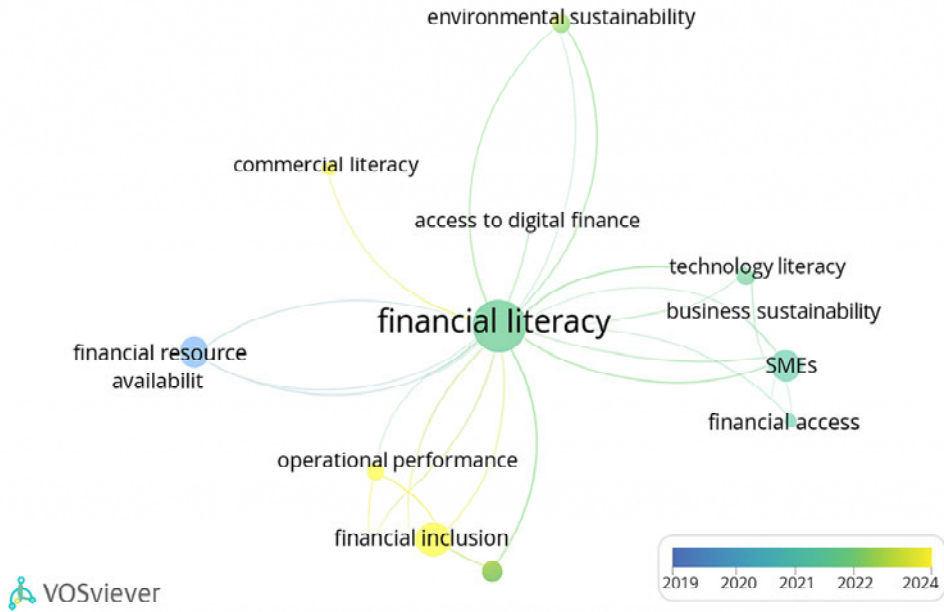 environmental sustainability
commercial literacy
access to digital finance
technology literacy
business sustainability
financial literacy
financial resource
availabilit
SMEs
financial access
operational performance
financial inclusion
2019 2020 2021 2022 2024
VOSviever